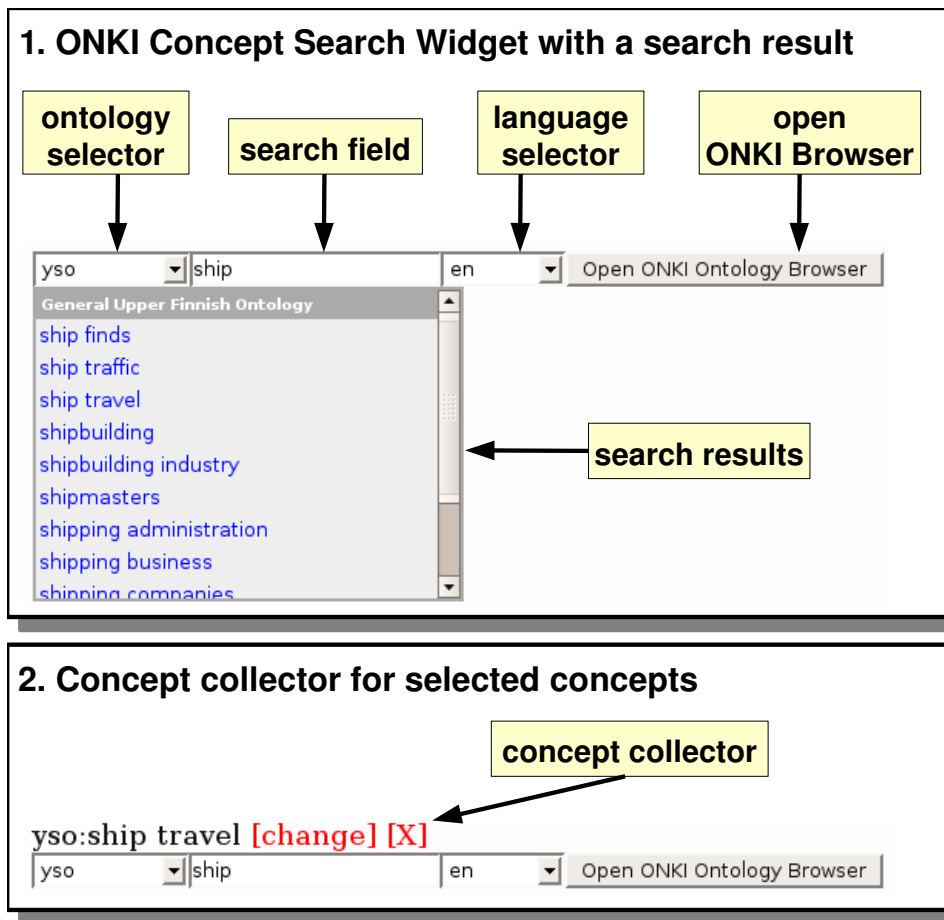 1. ONKI Concept Search Widget with a search result
ontology
selector
search field
language
selector
open
ONKI Browser
yso
ship
en
Open ONKI Ontology Browser
General Upper Finnish Ontology
ship finds
ship traffic
ship travel
shipbuilding
shipbuilding industry
shipmasters
shipping administration
shipping business
shipping companies
search results
2. Concept collector for selected concepts
concept collector
yso:ship travel [change] [X]
yso
ship
en
Open ONKI Ontology Browser